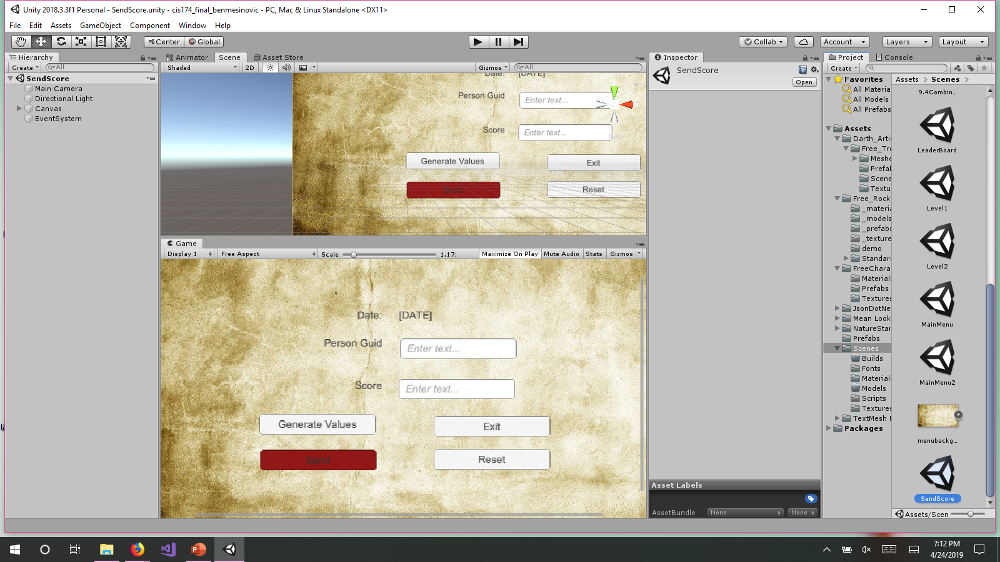 Unity 2018.3.3f1 Personal - SendScore.unity - cis174_final_benmesinovic - PC, Mac & Linux Standalone <DX11>
File Edit Assets GameObject Component Window Help
Center Global Collab Account Layers Layout
Hierarchy
Create All
SendScore
Main Camera
Directional Light
Canvas
EventSystem
Animator Scene Asset Store
Shaded 2D Gizmos All
Date: [DATE]
Person Guid Enter text...
Score Enter text...
Back
Generate Values Exit
Send Reset
Game
Display 1 Free Aspect Scale 1.17: Maximize On Play Mute Audio Stats Gizmos
Date: [DATE]
Person Guid Enter text...
Score Enter text...
Generate Values Exit
Send Reset
Inspector
SendScore
Open
Asset Labels
AssetBundle None None
Project Console
Create
Favorites
All Materia
All Models
All Prefabs
Assets
Darth_Artis
Free_Tre
Meshe
Prefab
Scene
Textu
Free_Rock
_materia
_models
_prefabs
_texture
demo
Standard
FreeChara
Materials
Prefabs
Textures
JsonDotNet
Mean Look
NatureStar
Prefabs
Scenes
Builds
Fonts
Materials
Models
Scripts
Textures
TextMesh P
Packages
Assets Scenes
9.4Combin...
LeaderBoard
Level1
Level2
MainMenu
MainMenu2
menubackg...
SendScore
Assets/Scen
7:12 PM
4/24/2019